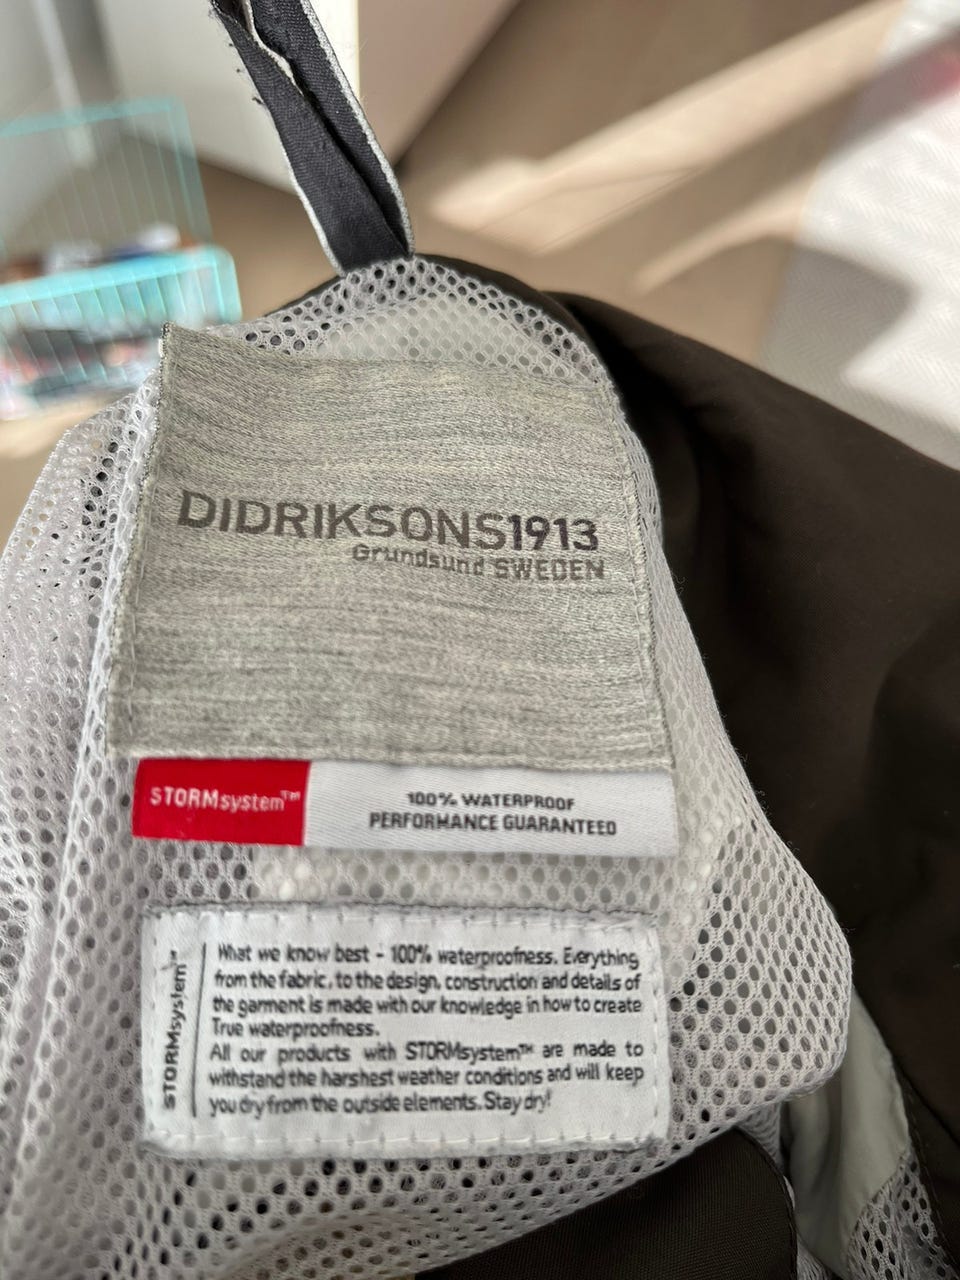 DIDRIKSONS1913
Grundsund SWEDEN
STORMsystem™
100% WATERPROOF
PERFORMANCE GUARANTEED
STORMsystem™
What we know best - 100% waterproofness. Everything
from the fabric, to the design, construction and details of
the garment is made with our knowledge in how to create
True waterproofness.
All our products with STORMsystem™ are made to
withstand the harshest weather conditions and will keep
you dry from the outside elements. Stay dry!